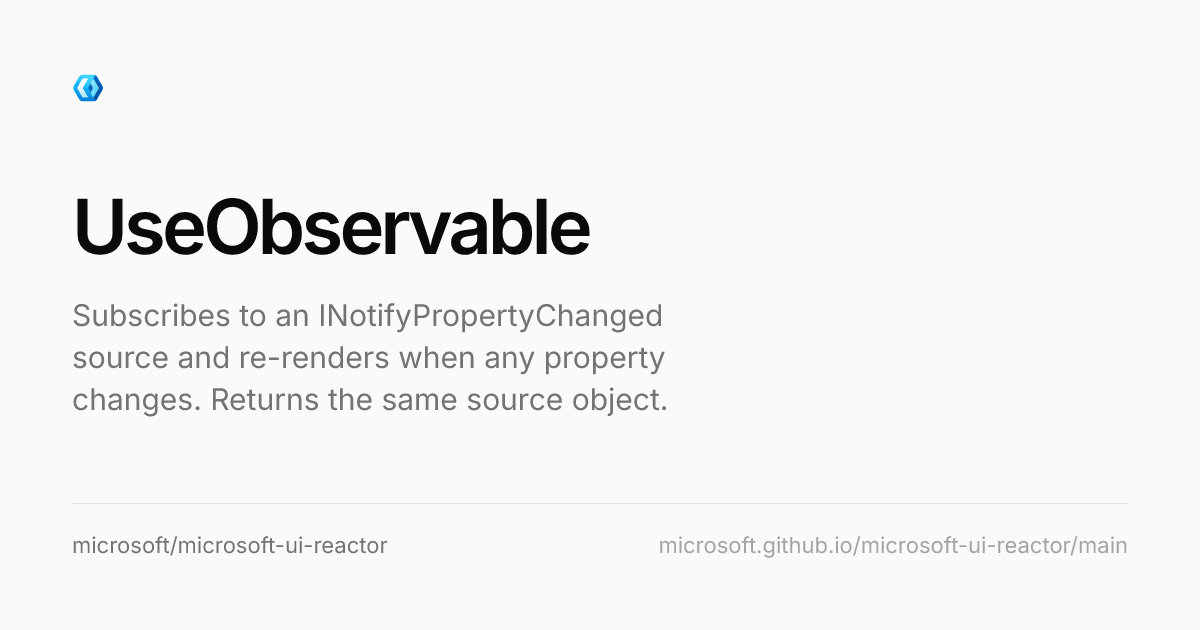 UseObservable
Subscribes to an INotifyPropertyChanged
source and re-renders when any property
changes. Returns the same source object.
microsoft/microsoft-ui-reactor
microsoft.github.io/microsoft-ui-reactor/main